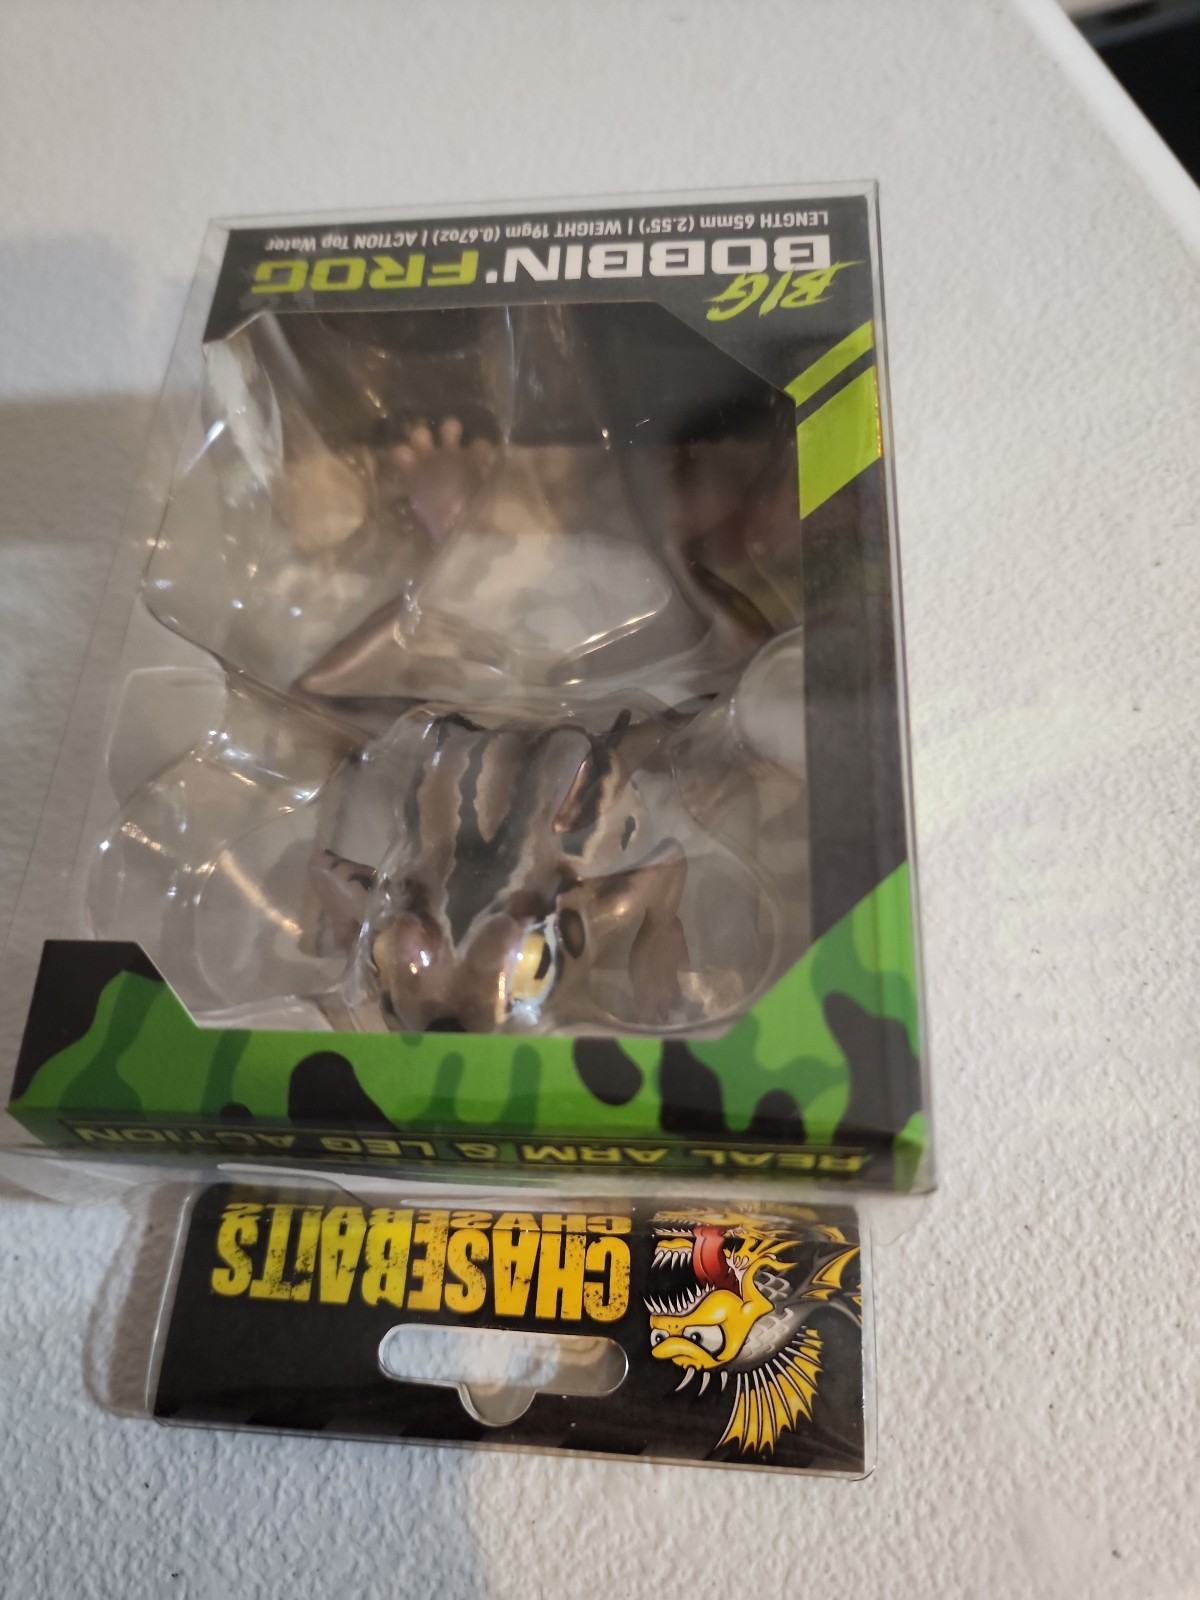 CHASEBAITS
REAL ARM & LEG ACTION
BIG
BOBBIN' FROG
LENGTH 65mm (2.55') | WEIGHT 19gm (0.67oz) | ACTION Top Water